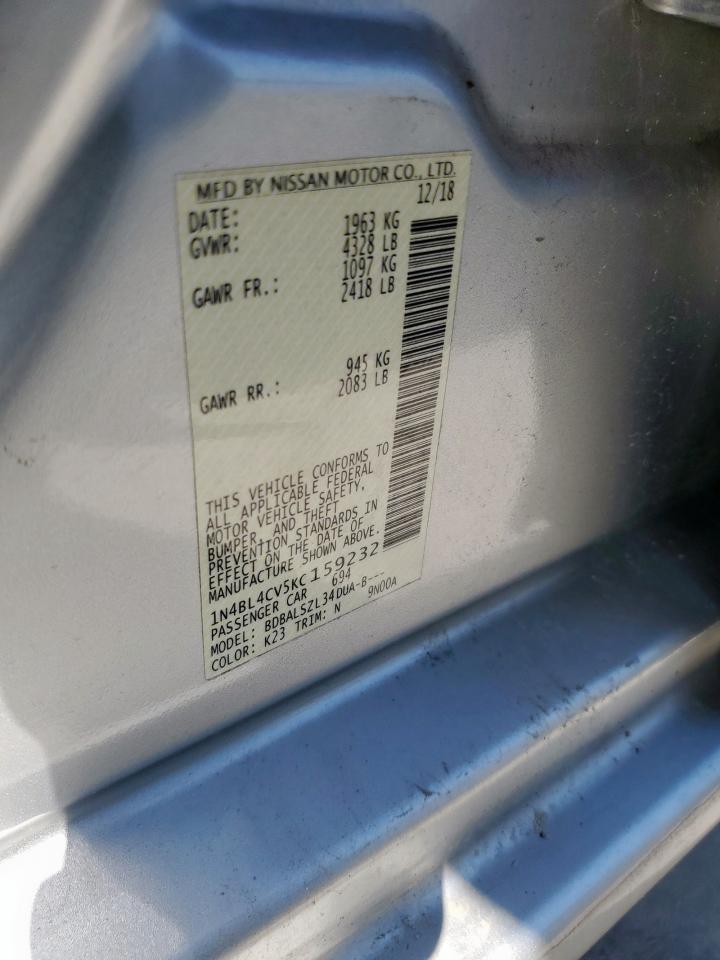 MFD BY NISSAN MOTOR CO., LTD.
DATE: 12/18
GVWR: 1963 KG
4328 LB
GAWR FR.: 1097 KG
2418 LB
GAWR RR.: 945 KG
2083 LB
THIS VEHICLE CONFORMS TO
ALL APPLICABLE FEDERAL
MOTOR VEHICLE SAFETY,
BUMPER, AND THEFT
PREVENTION STANDARDS IN
EFFECT ON THE DATE OF
MANUFACTURE SHOWN ABOVE.
1N4BL4CV5KC159232
PASSENGER CAR 694
MODEL: BDBALSZL34DUA-B---
COLOR: K23 TRIM: N 9N00A